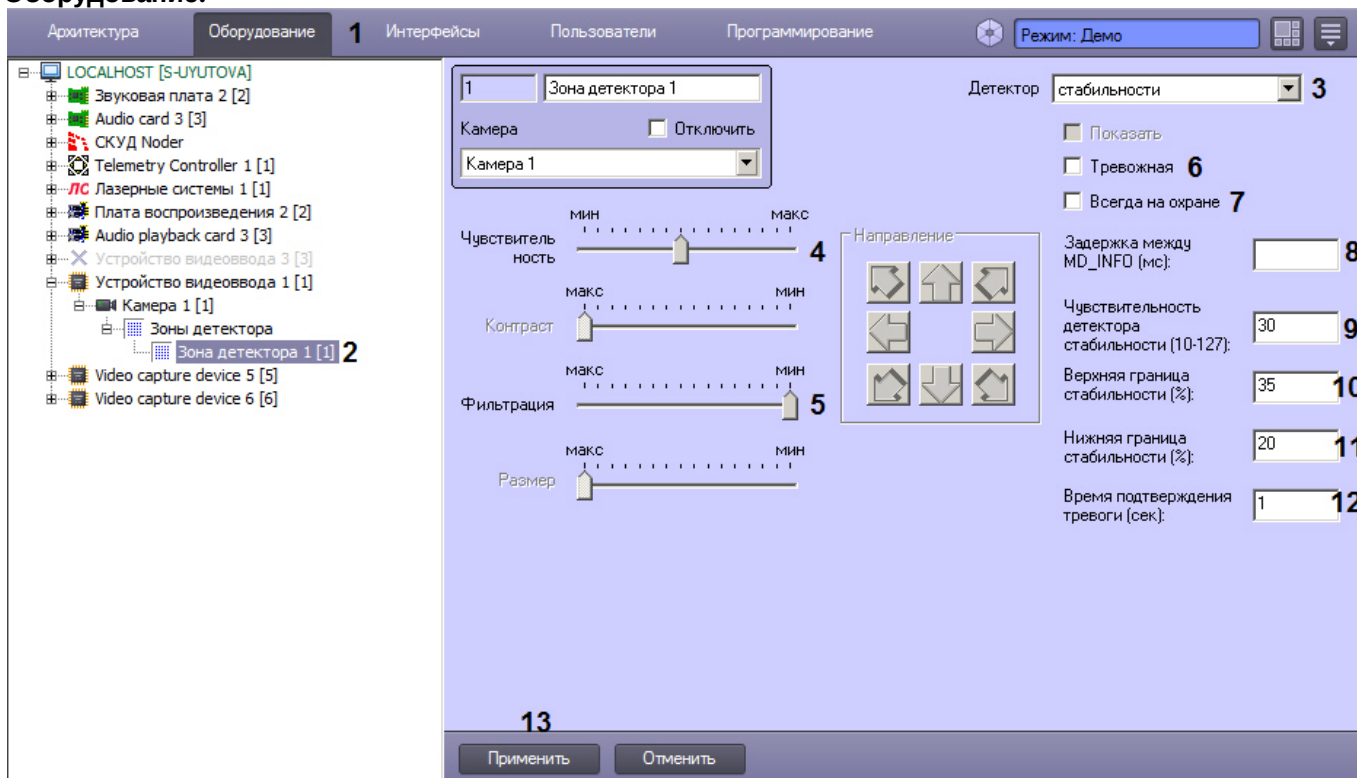 Оборудование.
Архитектура Оборудование 1 Интерфейсы Пользователи Программирование Режим: Демо
LOCALHOST [S-UYUTOVA]
Звуковая плата 2 [2]
Audio card 3 [3]
СКУД Noder
Telemetry Controller 1 [1]
ЛС Лазерные системы 1 [1]
Плата воспроизведения 2 [2]
Audio playback card 3 [3]
Устройство видеоввода 3 [3]
Устройство видеоввода 1 [1]
Камера 1 [1]
Зоны детектора
Зона детектора 1 [1] 2
Video capture device 5 [5]
Video capture device 6 [6]
1 Зона детектора 1
Камера Отключить
Камера 1
мин макс
Чувствитель
ность 4
макс мин
Контраст
макс мин
Фильтрация 5
макс мин
Размер
Направление
Детектор стабильности 3
Показать
Тревожная 6
Всегда на охране 7
Задержка между
MD_INFO (мс): 8
Чувствительность
детектора 30 9
стабильности (10-127):
Верхняя граница
стабильности (%): 35 10
Нижняя граница
стабильности (%): 20 11
Время подтверждения
тревоги (сек): 1 12
13
Применить Отменить